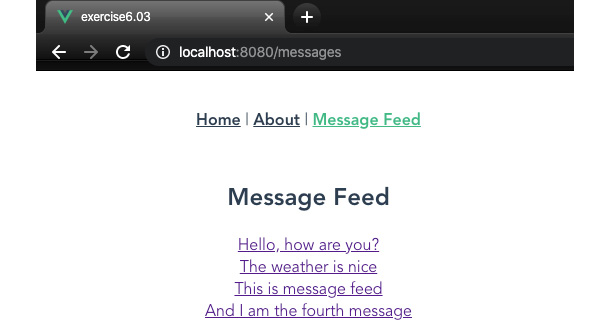 exercise6.03
localhost:8080/messages
Home | About | Message Feed
Message Feed
Hello, how are you?
The weather is nice
This is message feed
And I am the fourth message